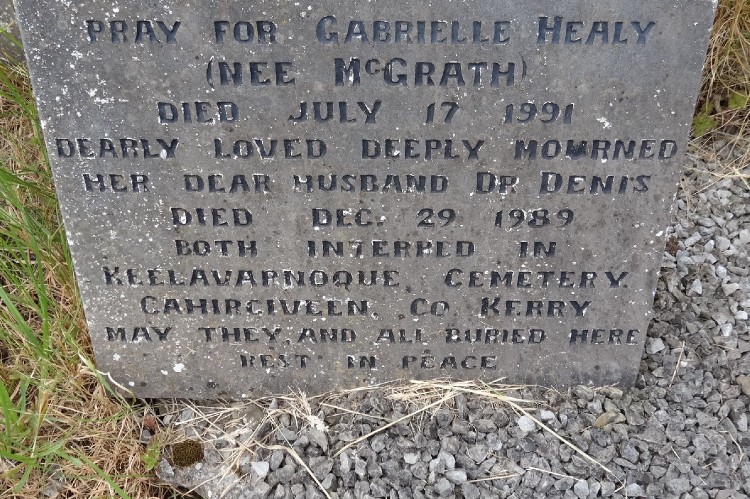 PRAY FOR GABRIELLE HEALY
(NEE McGRATH)
DIED JULY 17 1991
DEARLY LOVED DEEPLY MOURNED
HER DEAR HUSBAND DR DENIS
DIED DEC. 29 1989
BOTH INTERRED IN
KEELAVARNOQUE CEMETERY.
CAHIRCIVEEN. CO KERRY
MAY THEY, AND ALL BURIED HERE
REST IN PEACE